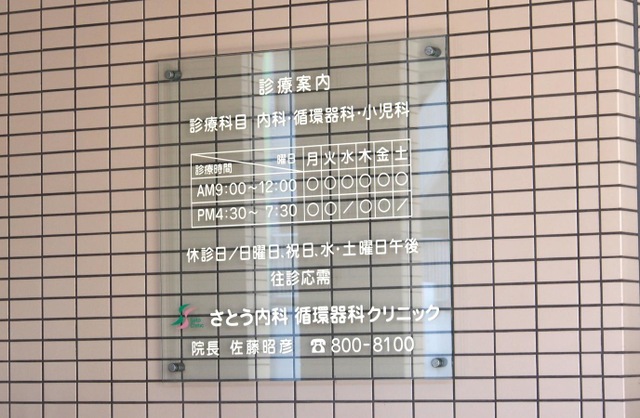 診療案内
診療科目 内科・循環器科・小児科
曜日 月 火 水 木 金 土
診療時間
AM9:00〜12:00 ○ ○ ○ ○ ○ ○
PM4:30〜 7:30 ○ ○ / ○ ○ /
休診日/日曜日、祝日、水・土曜日午後
往診応需
さとう内科 循環器科クリニック
院長 佐藤昭彦 ☎800-8100